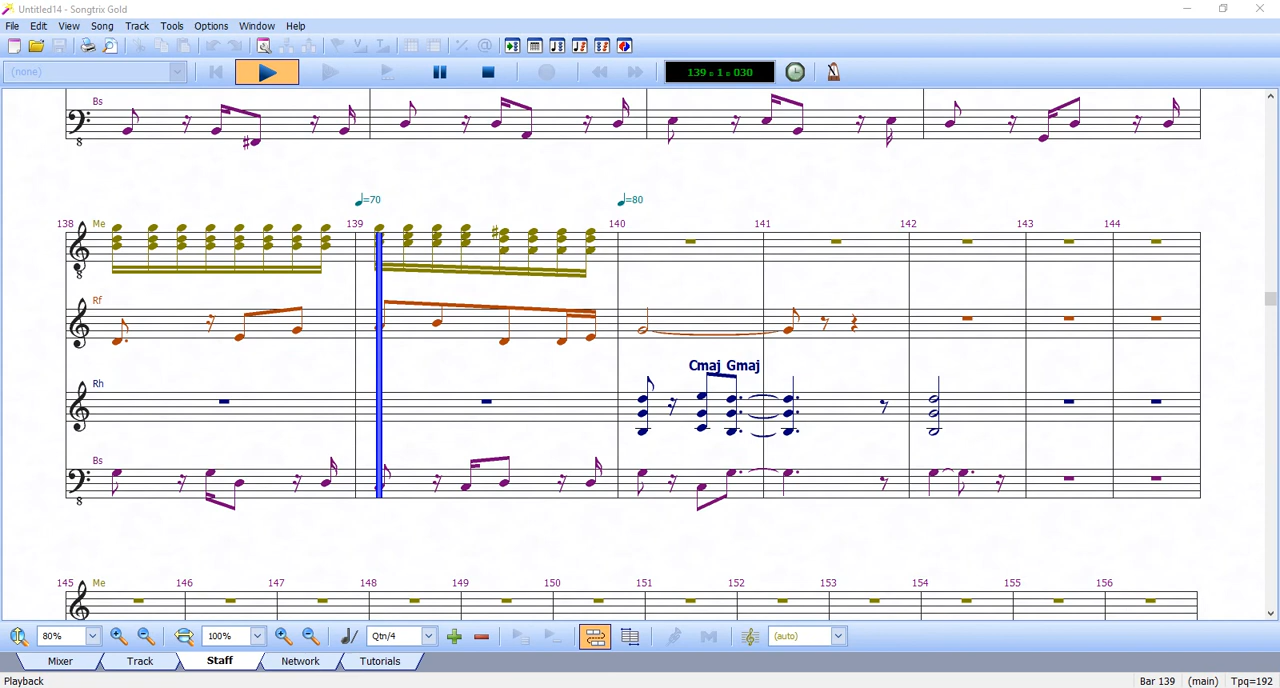 Untitled14 - Songtrix Gold
File Edit View Song Track Tools Options Window Help
(none)
139 1 030
Bs
8
=70 =80
138 Me 139 140 141 142 143 144
8
Rf
Cmaj Gmaj
Rh
Bs
8
145 Me 146 147 148 149 150 151 152 153 154 155 156
80% 100% Qtn/4 M (auto)
Mixer Track Staff Network Tutorials
Playback Bar 139 (main) Tpq=192